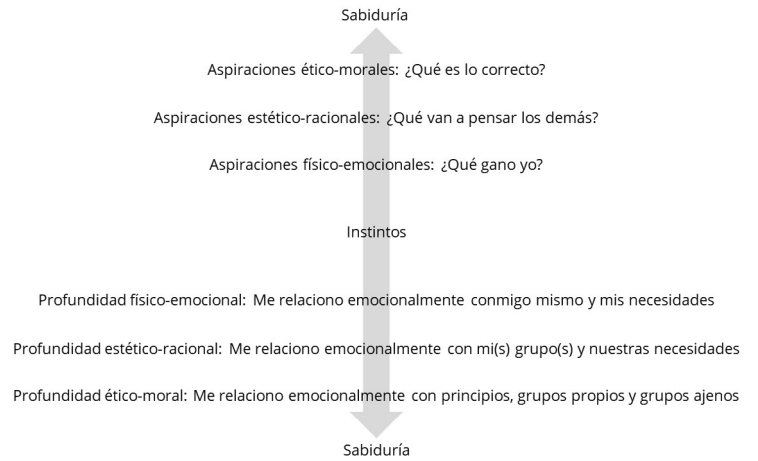 Sabiduría
Aspiraciones ético-morales: ¿Qué es lo correcto?
Aspiraciones estético-racionales: ¿Qué van a pensar los demás?
Aspiraciones físico-emocionales: ¿Qué gano yo?
Instintos
Profundidad físico-emocional: Me relaciono emocionalmente conmigo mismo y mis necesidades
Profundidad estético-racional: Me relaciono emocionalmente con mi(s) grupo(s) y nuestras necesidades
Profundidad ético-moral: Me relaciono emocionalmente con principios, grupos propios y grupos ajenos
Sabiduría